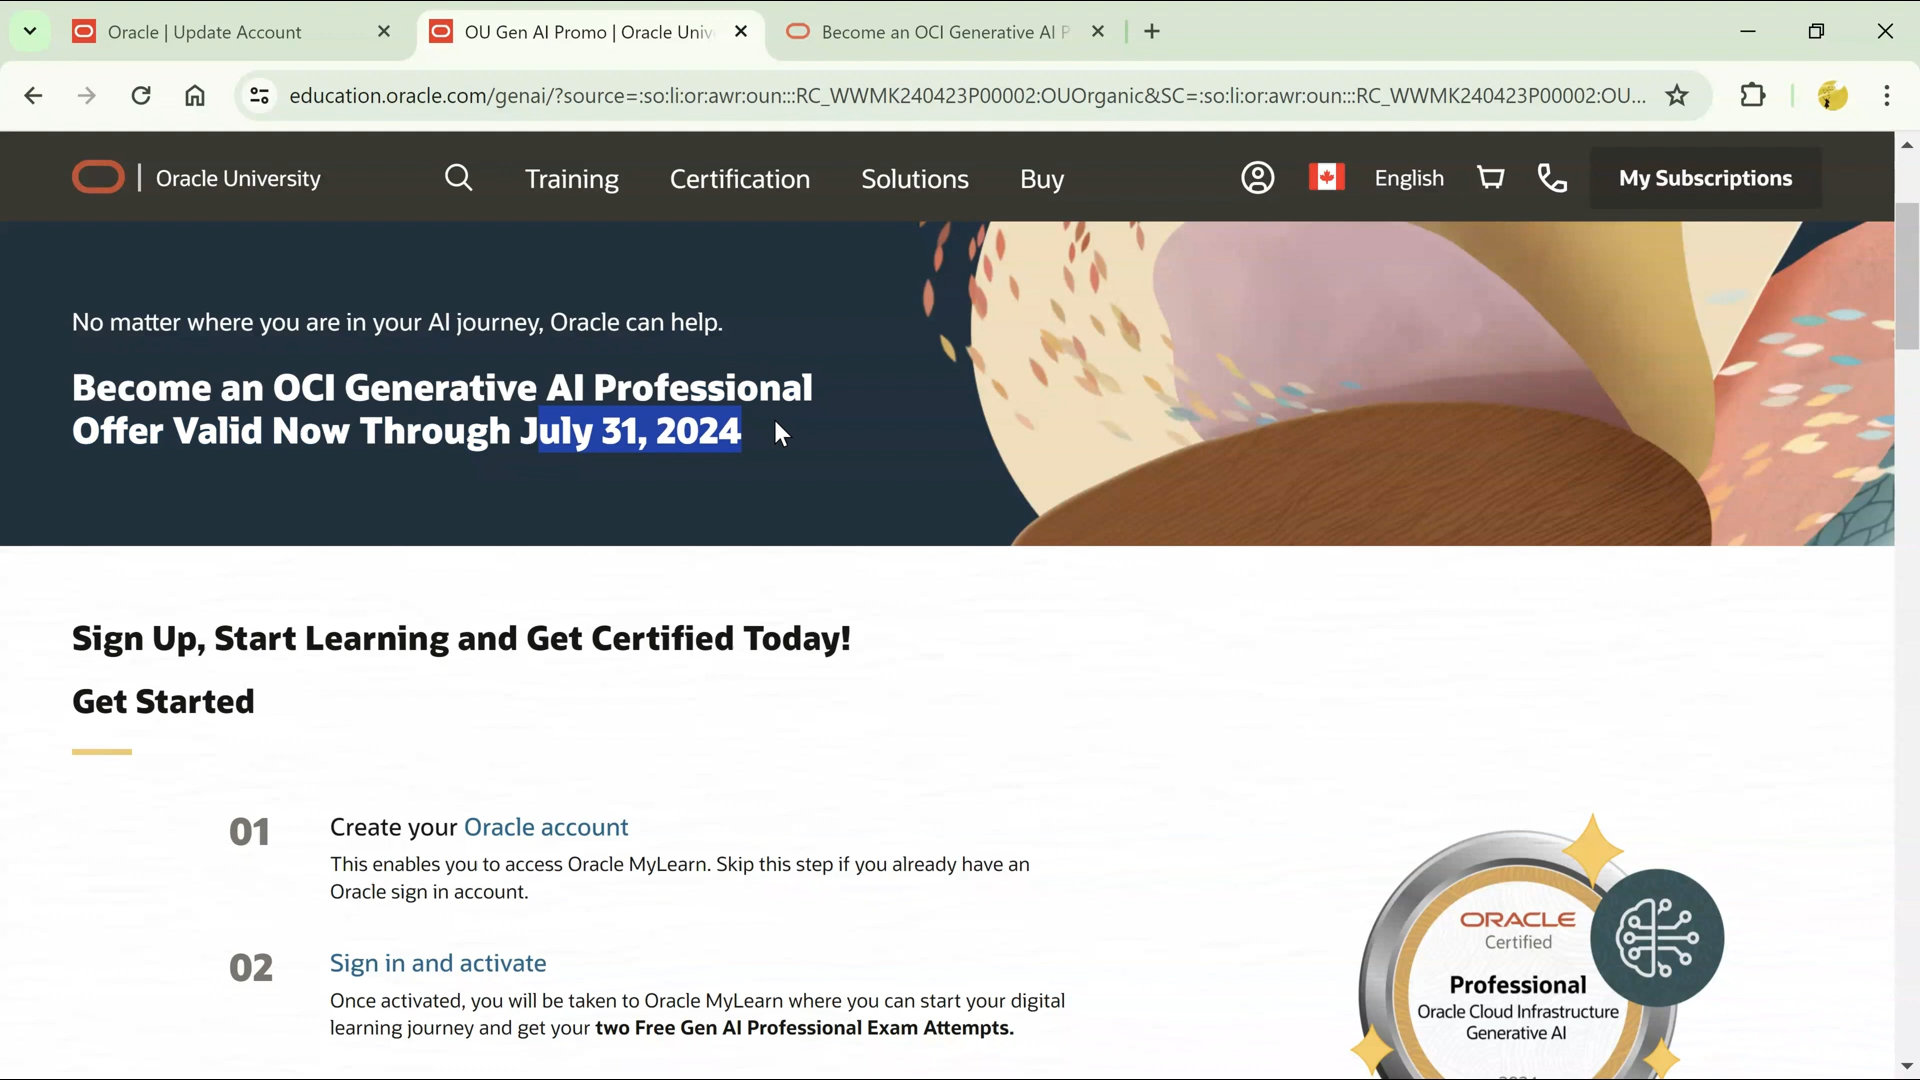 Oracle | Update Account
OU Gen AI Promo | Oracle Univ
Become an OCI Generative AI P
education.oracle.com/genai/?source=:so:li:or:awr:oun:::RC_WWMK240423P00002:OUOrganic&SC=:so:li:or:awr:oun:::RC_WWMK240423P00002:OU...
Oracle University
Training
Certification
Solutions
Buy
English
My Subscriptions
No matter where you are in your AI journey, Oracle can help.
Become an OCI Generative AI Professional
Offer Valid Now Through July 31, 2024
Sign Up, Start Learning and Get Certified Today!
Get Started
01
Create your Oracle account
This enables you to access Oracle MyLearn. Skip this step if you already have an
Oracle sign in account.
02
Sign in and activate
Once activated, you will be taken to Oracle MyLearn where you can start your digital
learning journey and get your two Free Gen AI Professional Exam Attempts.
ORACLE
Certified
Professional
Oracle Cloud Infrastructure
Generative AI